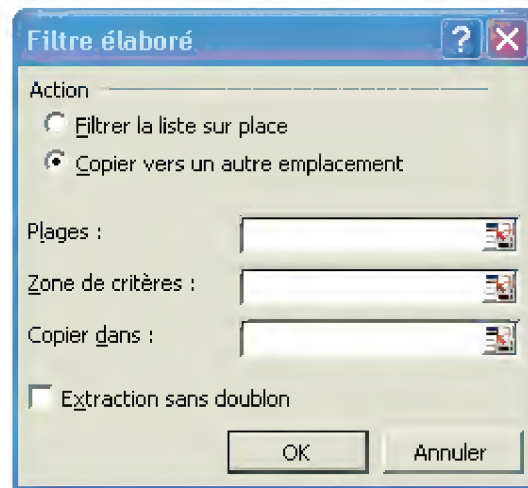 Filtre élaboré
Action
Filtrer la liste sur place
Copier vers un autre emplacement
Plages :
Zone de critères :
Copier dans :
Extraction sans doublon
OK Annuler